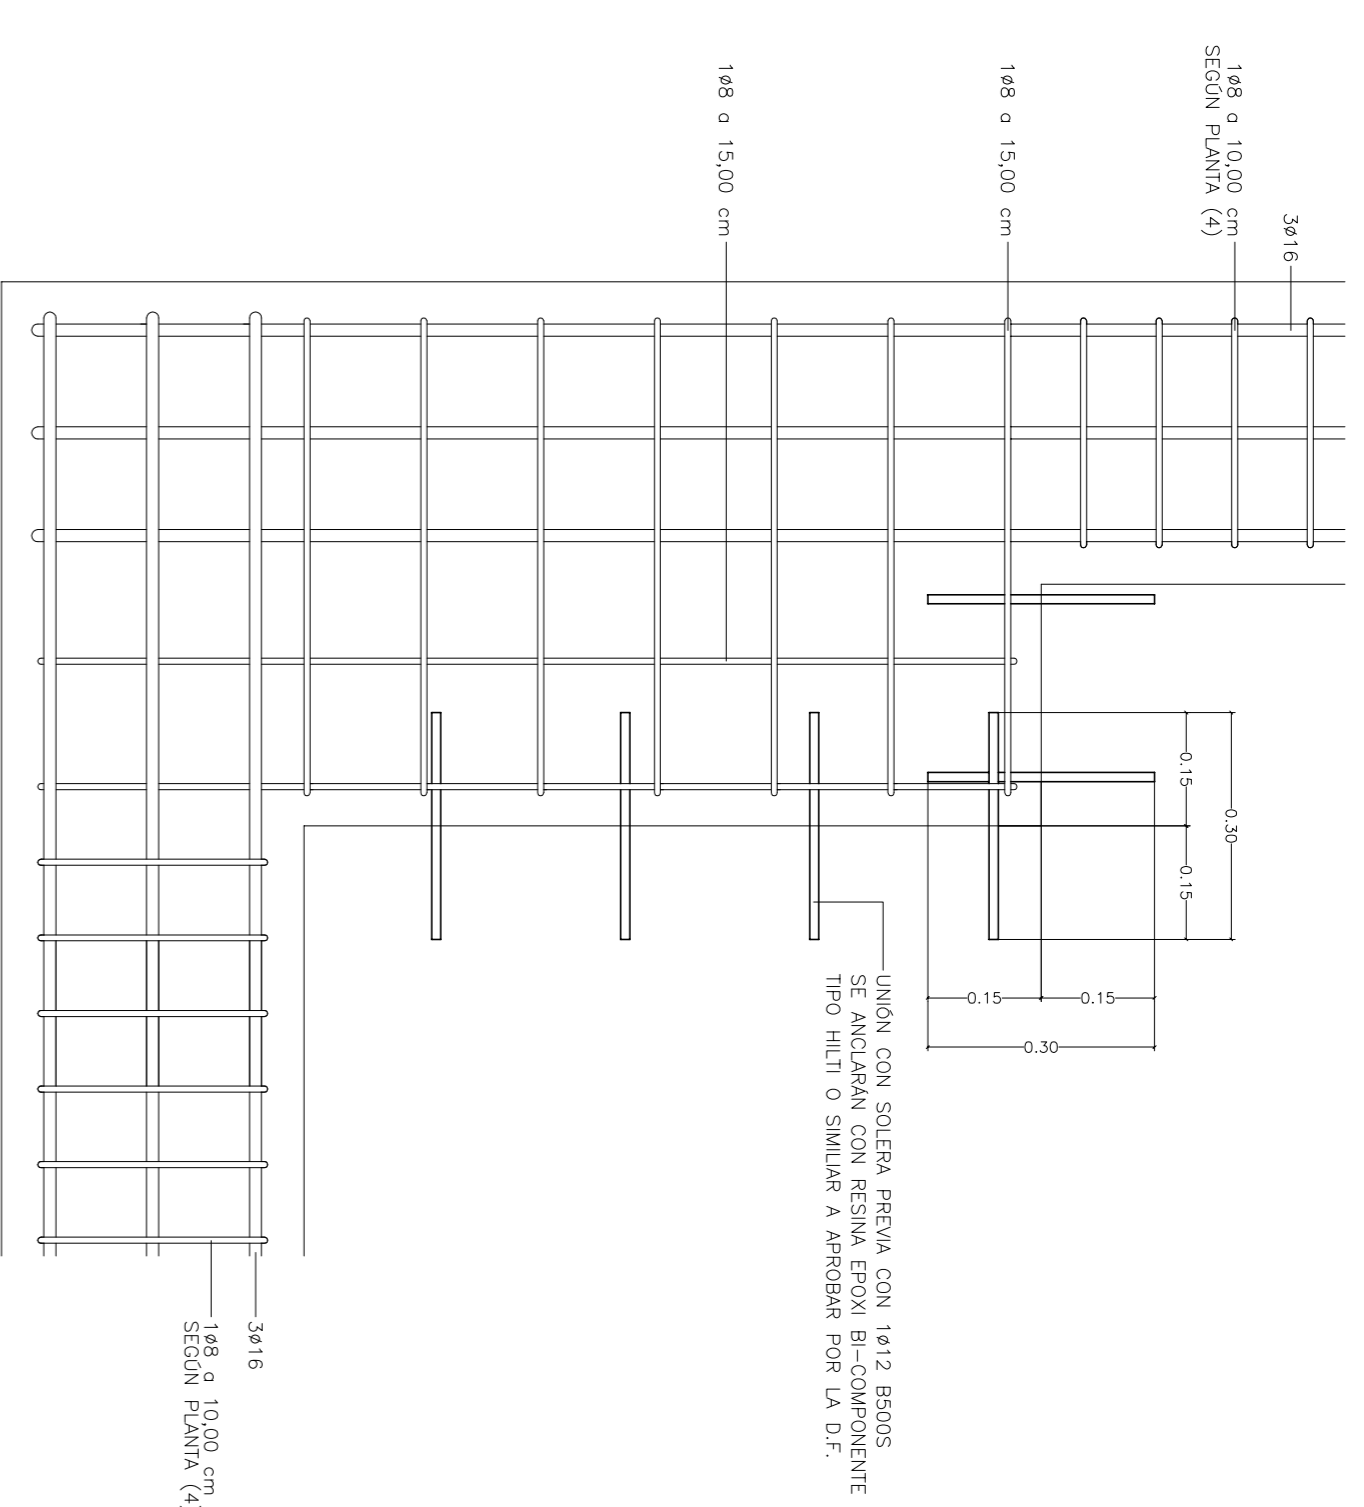 3ø16
1ø8 a 10,00 cm
SEGÚN PLANTA (4)
1ø8 a 15,00 cm
1ø8 a 15,00 cm
0.15
0.15
0.30
0.15
0.15
0.30
UNIÓN CON SOLERA PREVIA CON 1ø12 B500S
SE ANCLARÁN CON RESINA EPOXI BI-COMPONENTE
TIPO HILTI O SIMILIAR A APROBAR POR LA D.F.
3ø16
1ø8 a 10,00 cm
SEGÚN PLANTA (4)